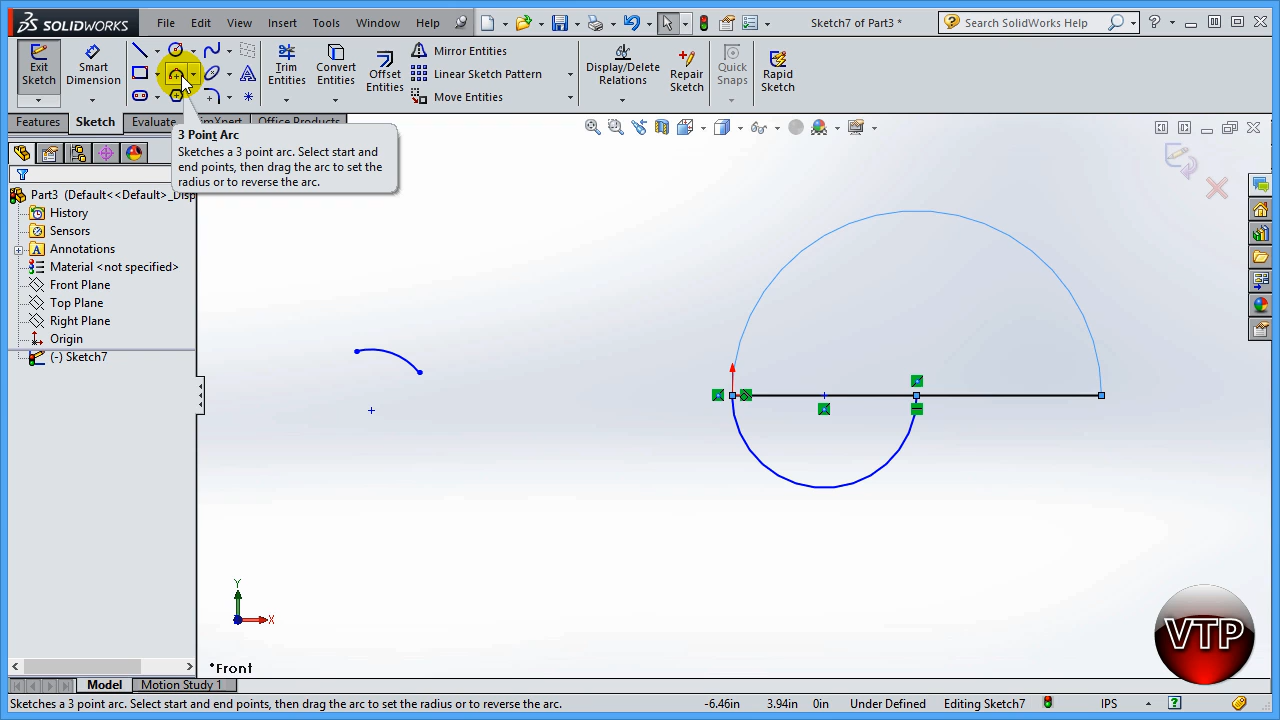 SOLIDWORKS
File Edit View Insert Tools Window Help
Sketch7 of Part3 *
Search SolidWorks Help
Exit Sketch
Smart Dimension
Trim Entities
Convert Entities
Offset Entities
Mirror Entities
Linear Sketch Pattern
Move Entities
Display/Delete Relations
Repair Sketch
Quick Snaps
Rapid Sketch
Features Sketch Evaluate DimXpert Office Products
3 Point Arc
Sketches a 3 point arc. Select start and
end points, then drag the arc to set the
radius or to reverse the arc.
Part3 (Default<<Default>_Disp
History
Sensors
Annotations
Material <not specified>
Front Plane
Top Plane
Right Plane
Origin
(-) Sketch7
Y
X
*Front
VTP
Model Motion Study 1
Sketches a 3 point arc. Select start and end points, then drag the arc to set the radius or to reverse the arc. -6.46in 3.94in 0in Under Defined Editing Sketch7 IPS